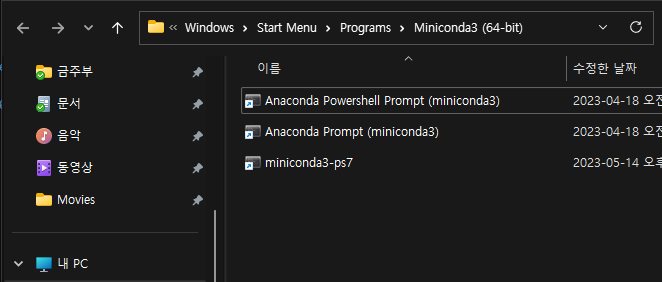 Windows > Start Menu > Programs > Miniconda3 (64-bit) >
이름 수정한 날짜
금주부
문서
음악
동영상
Movies
내 PC
Anaconda Powershell Prompt (miniconda3) 2023-04-18 오전
Anaconda Prompt (miniconda3) 2023-04-18 오전
miniconda3-ps7 2023-05-14 오후